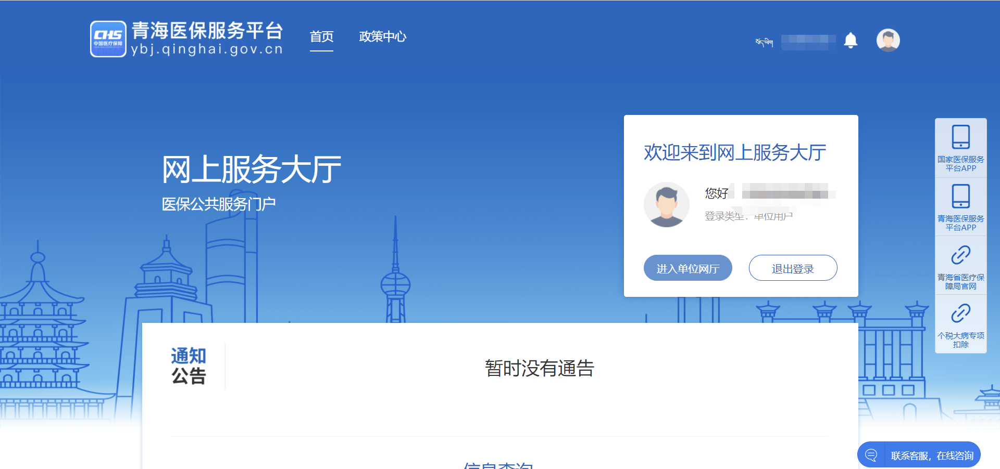 CHS
中国医疗保障
青海医保服务平台
ybj.qinghai.gov.cn
首页
政策中心
བོད་ཡིག
网上服务大厅
医保公共服务门户
欢迎来到网上服务大厅
您好
登录类型：单位用户
进入单位网厅
退出登录
国家医保服务
平台APP
青海医保服务
平台APP
青海省医疗保
障局官网
个税大病专项
扣除
通知
公告
暂时没有通告
信息查询
联系客服，在线咨询